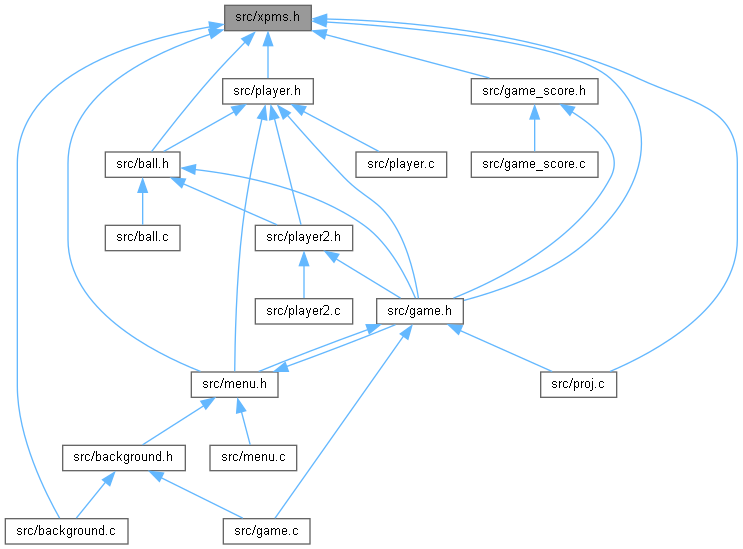 src/xpms.h
src/player.h
src/game_score.h
src/ball.h
src/player.c
src/game_score.c
src/ball.c
src/player2.h
src/player2.c
src/game.h
src/menu.h
src/proj.c
src/background.h
src/menu.c
src/background.c
src/game.c